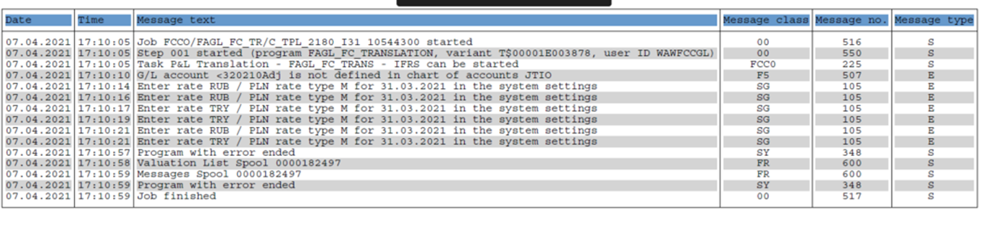 Date Time Message text Message class Message no. Message type
07.04.2021 17:10:05 Job FCCO/FAGL_FC_TR/C_TPL_2180_I31 10544300 started 00 516 S
07.04.2021 17:10:05 Step 001 started (program FAGL_FC_TRANSLATION, variant T$00001E003878, user ID WAWFCCGL) 00 550 S
07.04.2021 17:10:05 Task P&L Translation - FAGL_FC_TRANS - IFRS can be started FCC0 225 S
07.04.2021 17:10:10 G/L account <320210Adj is not defined in chart of accounts JTIO F5 507 E
07.04.2021 17:10:14 Enter rate RUB / PLN rate type M for 31.03.2021 in the system settings SG 105 E
07.04.2021 17:10:16 Enter rate RUB / PLN rate type M for 31.03.2021 in the system settings SG 105 E
07.04.2021 17:10:17 Enter rate TRY / PLN rate type M for 31.03.2021 in the system settings SG 105 E
07.04.2021 17:10:19 Enter rate TRY / PLN rate type M for 31.03.2021 in the system settings SG 105 E
07.04.2021 17:10:21 Enter rate RUB / PLN rate type M for 31.03.2021 in the system settings SG 105 E
07.04.2021 17:10:21 Enter rate TRY / PLN rate type M for 31.03.2021 in the system settings SG 105 E
07.04.2021 17:10:57 Program with error ended SY 348 S
07.04.2021 17:10:58 Valuation List Spool 0000182497 FR 600 S
07.04.2021 17:10:59 Messages Spool 0000182497 FR 600 S
07.04.2021 17:10:59 Program with error ended SY 348 S
07.04.2021 17:10:59 Job finished 00 517 S